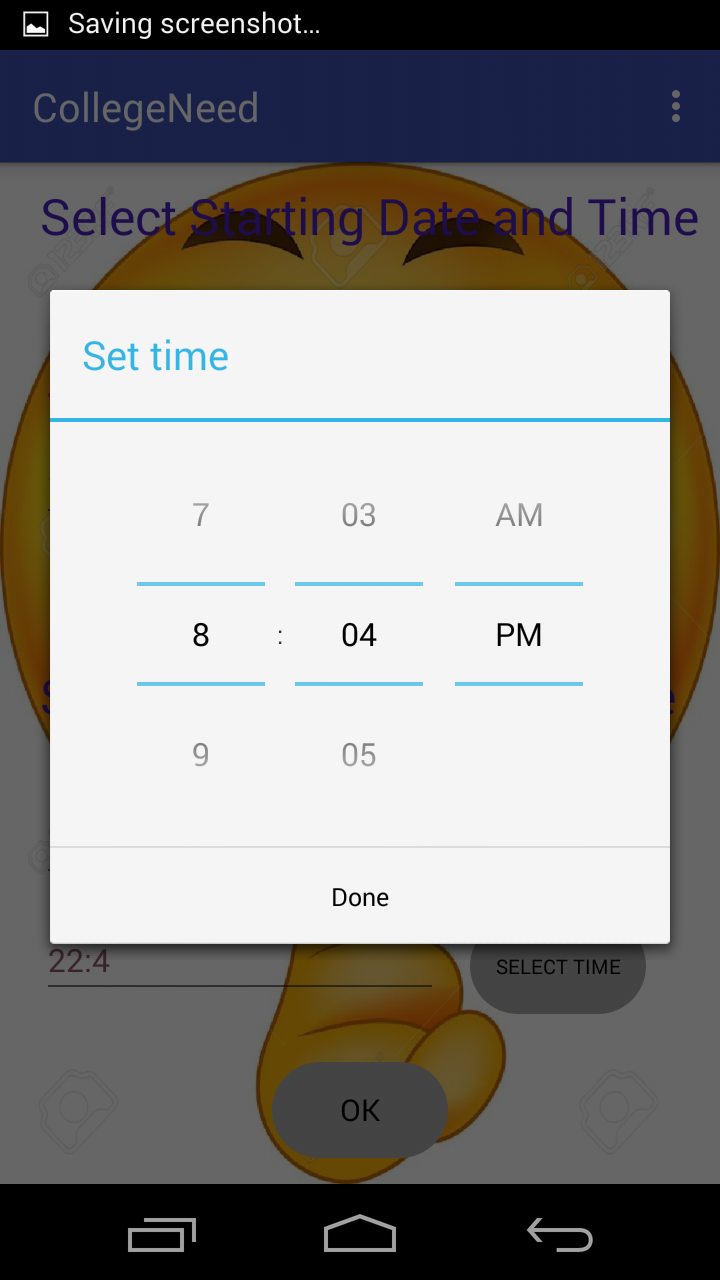 Saving screenshot...
CollegeNeed
Select Starting Date and Time
Set time
7 03 AM
8 : 04 PM
9 05
Done
22:4
SELECT TIME
OK